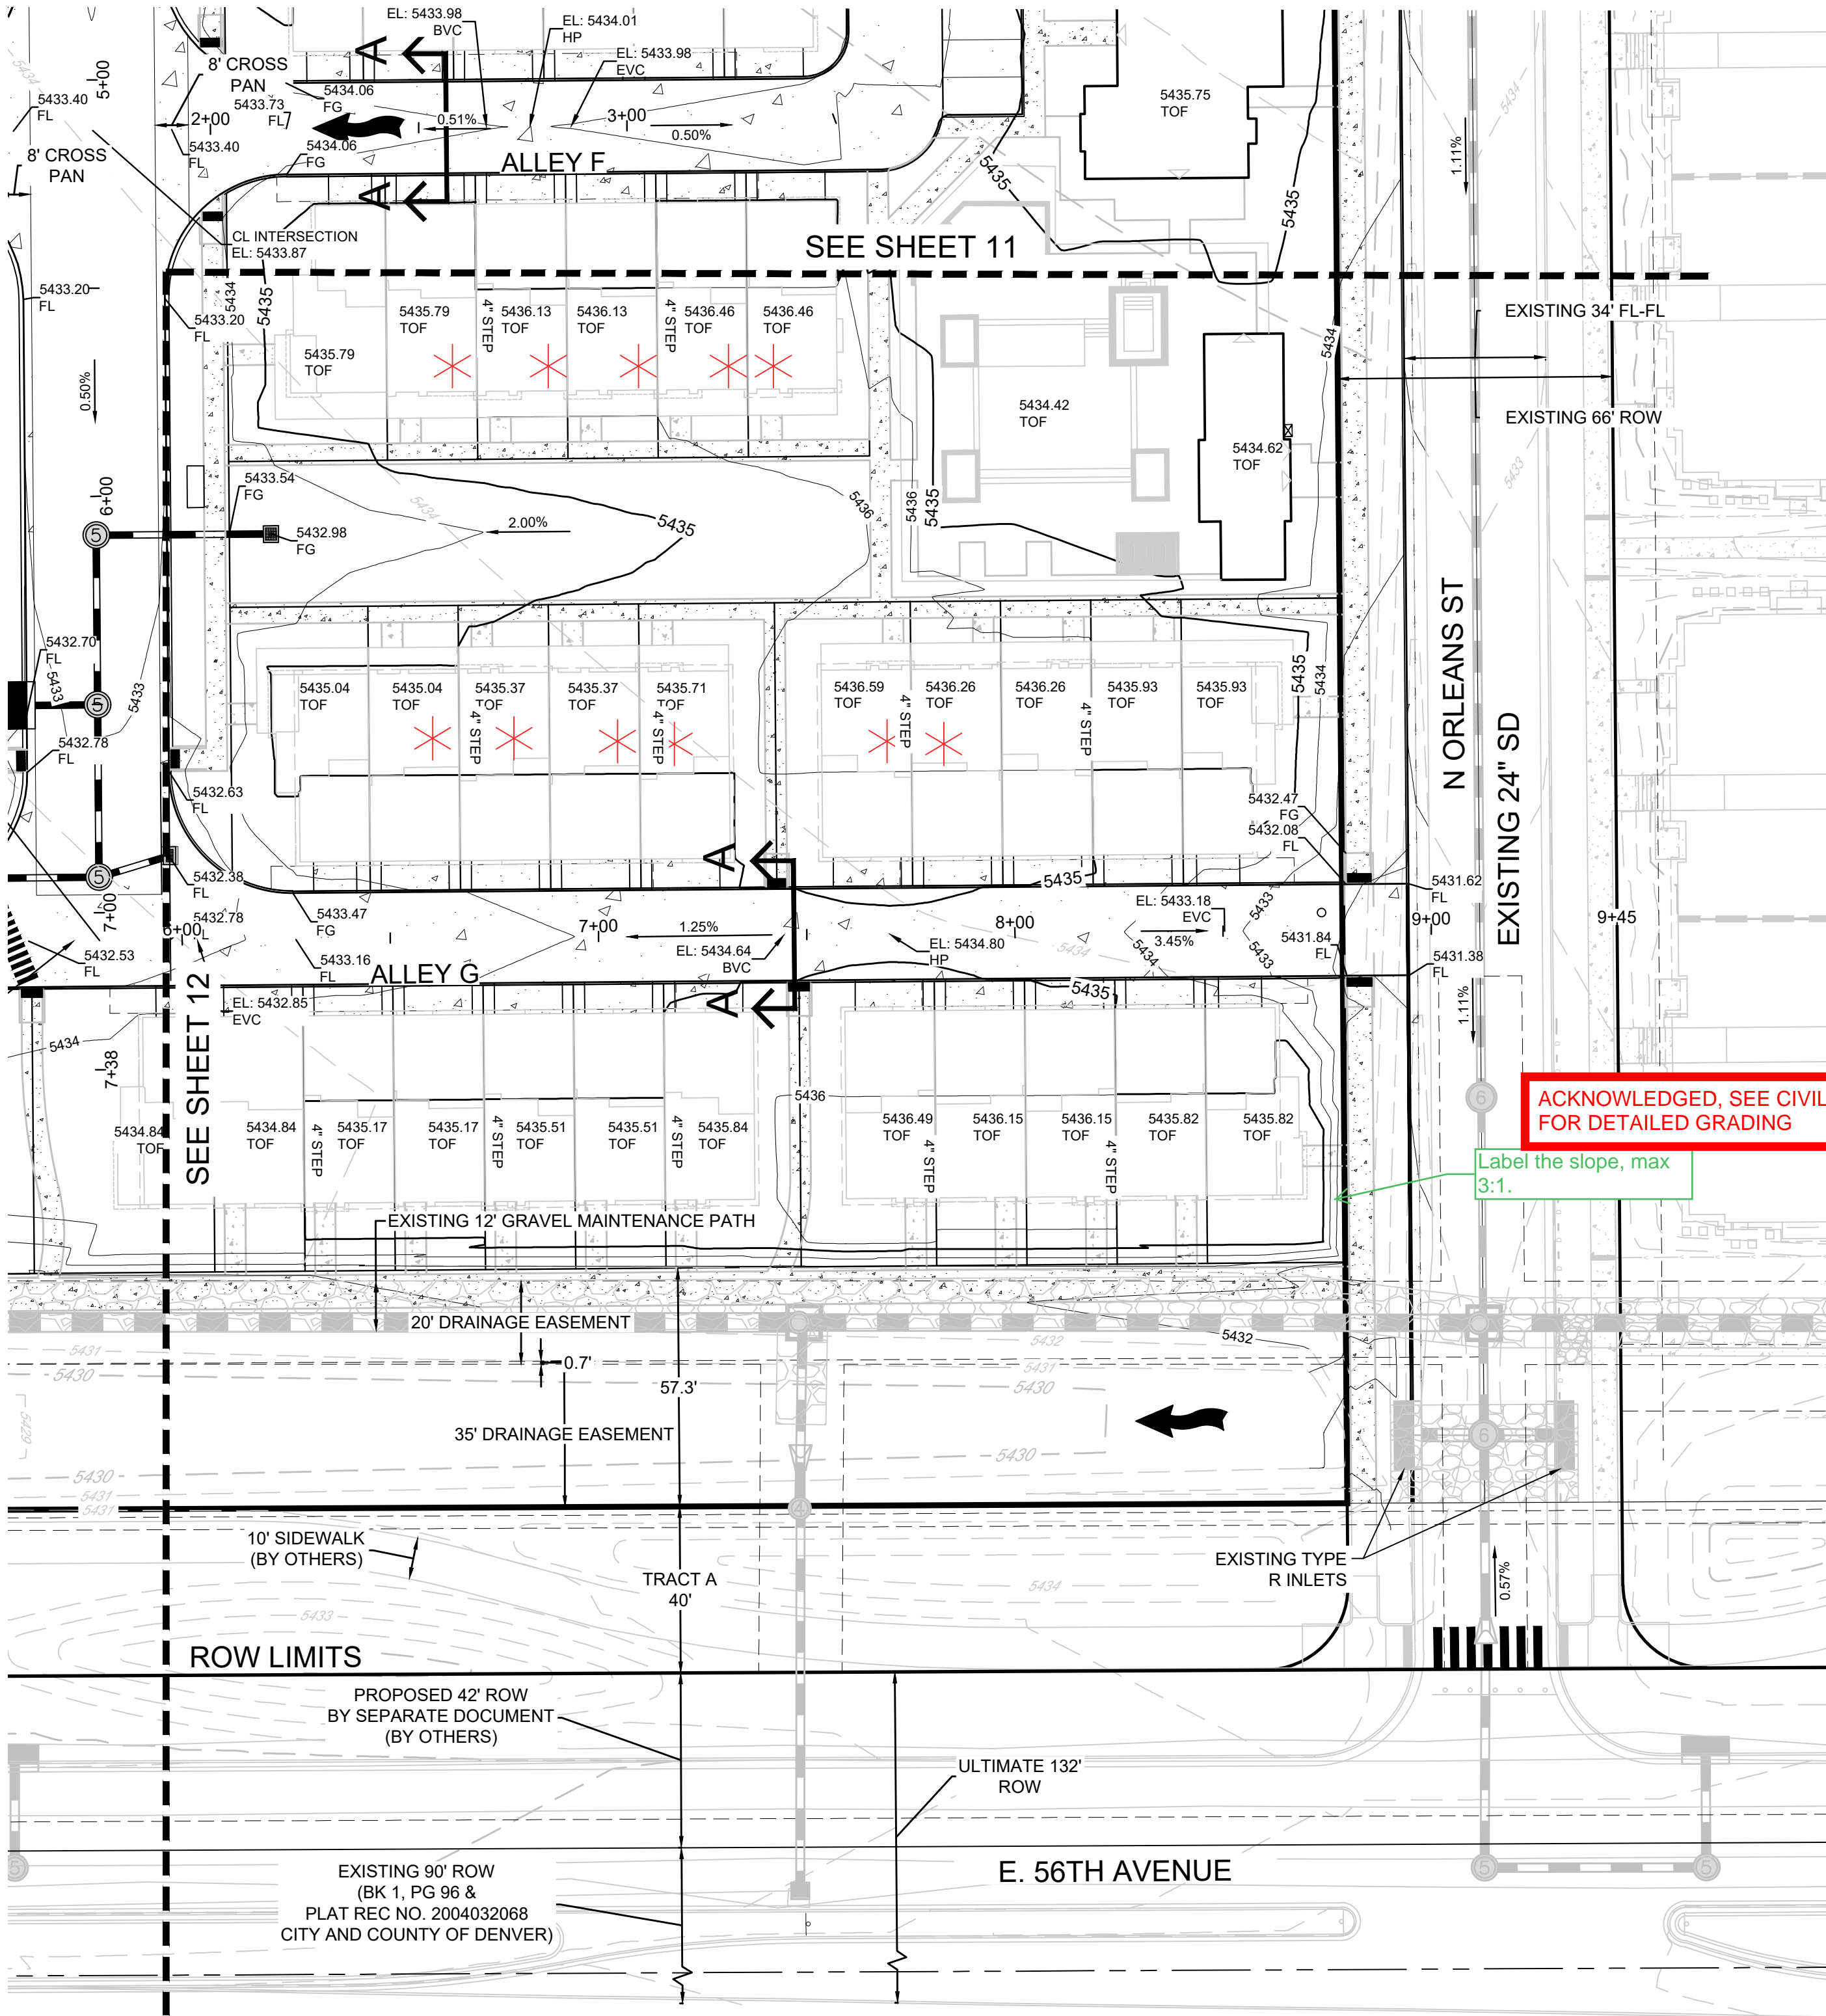 EL: 5433.98
BVC
EL: 5434.01
HP
EL: 5433.98
EVC
A
8' CROSS
PAN
5+00
5433.40
FL
5433.73
FL
5434.06
FG
2+00
0.51%
3+00
0.50%
5433.40
FL
5434.06
FG
8' CROSS
PAN
ALLEY F
A
5435.75
TOF
5435
5435
5434
1.11%
CL INTERSECTION
EL: 5433.87
SEE SHEET 11
5433.20
FL
5434
5435
5433.20
FL
5435.79
TOF
4" STEP
5436.13
TOF
5436.13
TOF
4" STEP
5436.46
TOF
5436.46
TOF
5435.79
TOF
5434
EXISTING 34' FL-FL
EXISTING 66' ROW
0.50%
5434.42
TOF
5434.62
TOF
5433
6+00
5433.54
FG
5434
5436
5436
5435
5432.98
FG
2.00%
5435
5
5432.70
FL
5433
5433
5
5432.78
FL
5435.04
TOF
5435.04
TOF
5435.37
TOF
4" STEP
5435.37
TOF
5435.71
TOF
4" STEP
5436.59
TOF
4" STEP
5436.26
TOF
5436.26
TOF
4" STEP
5435.93
TOF
5435.93
TOF
5435
5434
N ORLEANS ST
EXISTING 24" SD
5432.63
FL
5432.47
FG
5432.08
FL
5
5432.38
FL
A
5435
5431.62
FL
7+00
6+00
5432.78
5433.47
FG
7+00
1.25%
EL: 5434.64
BVC
EL: 5434.80
HP
8+00
5434
EL: 5433.18
EVC
3.45%
5434
5433
5433
5431.84
FL
9+00
9+45
5432.53
FL
5433.16
FL
ALLEY G
5431.38
FL
EL: 5432.85
EVC
A
5435
1.11%
5434
7+38
SEE SHEET 12
5436
6
5434.84
TOF
5434.84
TOF
4" STEP
5435.17
TOF
5435.17
TOF
4" STEP
5435.51
TOF
5435.51
TOF
4" STEP
5435.84
TOF
5436.49
TOF
4" STEP
5436.15
TOF
5436.15
TOF
4" STEP
5435.82
TOF
5435.82
TOF
ACKNOWLEDGED, SEE CIVIL
FOR DETAILED GRADING
Label the slope, max
3:1.
EXISTING 12' GRAVEL MAINTENANCE PATH
20' DRAINAGE EASEMENT
5432
5432
5431
5431
5430
5430
0.7'
57.3'
5429
35' DRAINAGE EASEMENT
6
5430
5430
5431
5431
4
10' SIDEWALK
(BY OTHERS)
TRACT A
40'
5434
EXISTING TYPE
R INLETS
0.57%
5433
ROW LIMITS
PROPOSED 42' ROW
BY SEPARATE DOCUMENT
(BY OTHERS)
ULTIMATE 132'
ROW
5
EXISTING 90' ROW
(BK 1, PG 96 &
PLAT REC NO. 2004032068
CITY AND COUNTY OF DENVER)
E. 56TH AVENUE
5
5